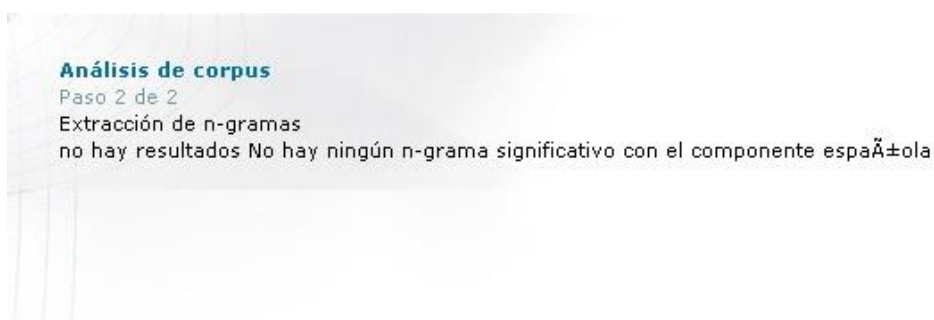 Análisis de corpus
Paso 2 de 2
Extracción de n-gramas
no hay resultados No hay ningún n-grama significativo con el componente espaÃ±ola